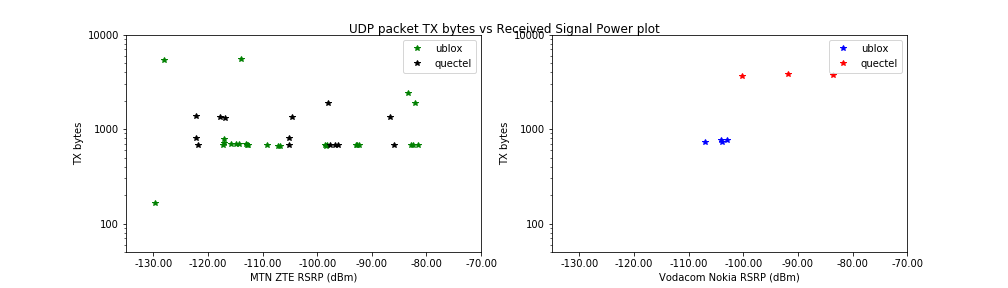 UDP packet TX bytes vs Received Signal Power plot
10000
1000
100
TX bytes
ublox
quectel
-130.00 -120.00 -110.00 -100.00 -90.00 -80.00 -70.00
MTN ZTE RSRP (dBm)
10000
1000
100
TX bytes
ublox
quectel
-130.00 -120.00 -110.00 -100.00 -90.00 -80.00 -70.00
Vodacom Nokia RSRP (dBm)